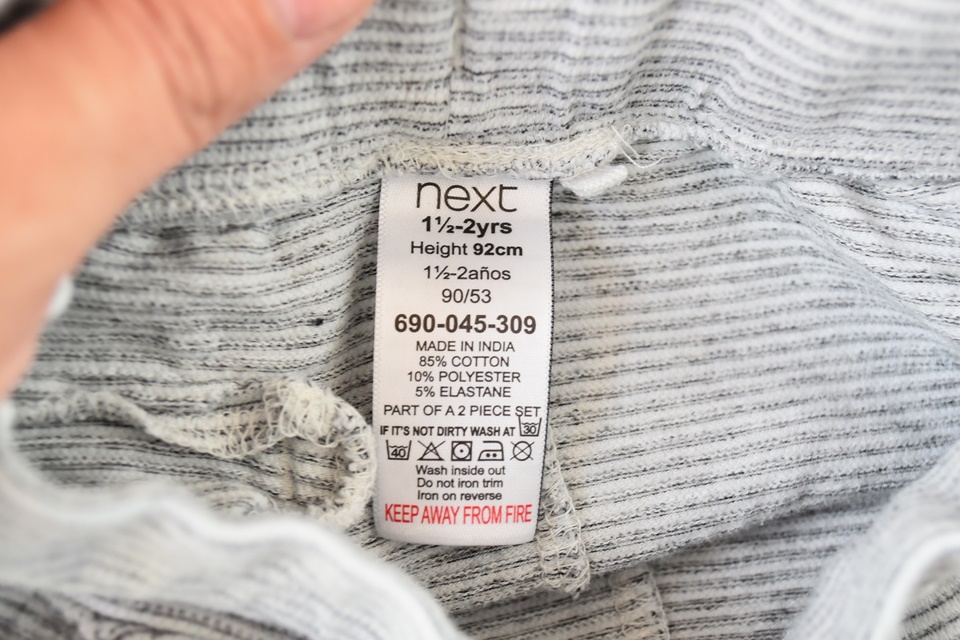 next
1½-2yrs
Height 92cm
1½-2años
90/53
690-045-309
MADE IN INDIA
85% COTTON
10% POLYESTER
5% ELASTANE
PART OF A 2 PIECE SET
IF IT'S NOT DIRTY WASH AT 30
40
Wash inside out
Do not iron trim
Iron on reverse
KEEP AWAY FROM FIRE